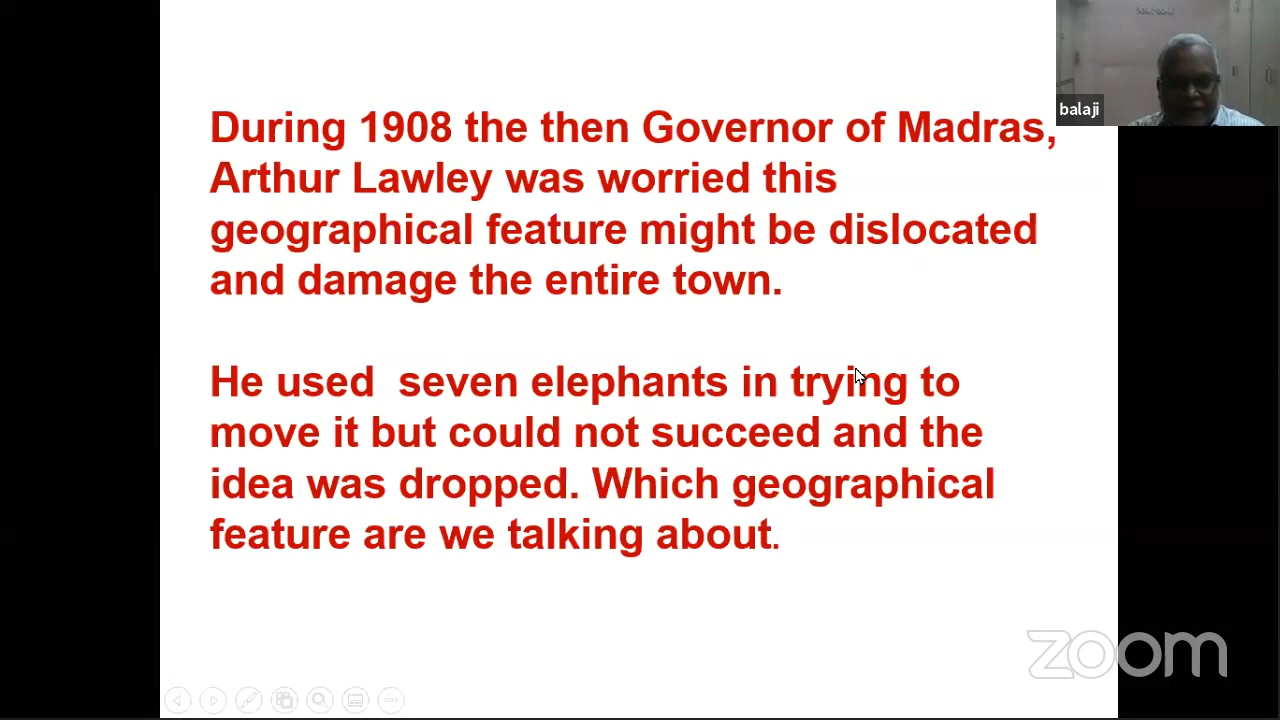 During 1908 the then Governor of Madras,
balaji
Arthur Lawley was worried this
geographical feature might be dislocated
and damage the entire town.
He used seven elephants in trying to
move it but could not succeed and the
idea was dropped. Which geographical
feature are we talking about.
zoom